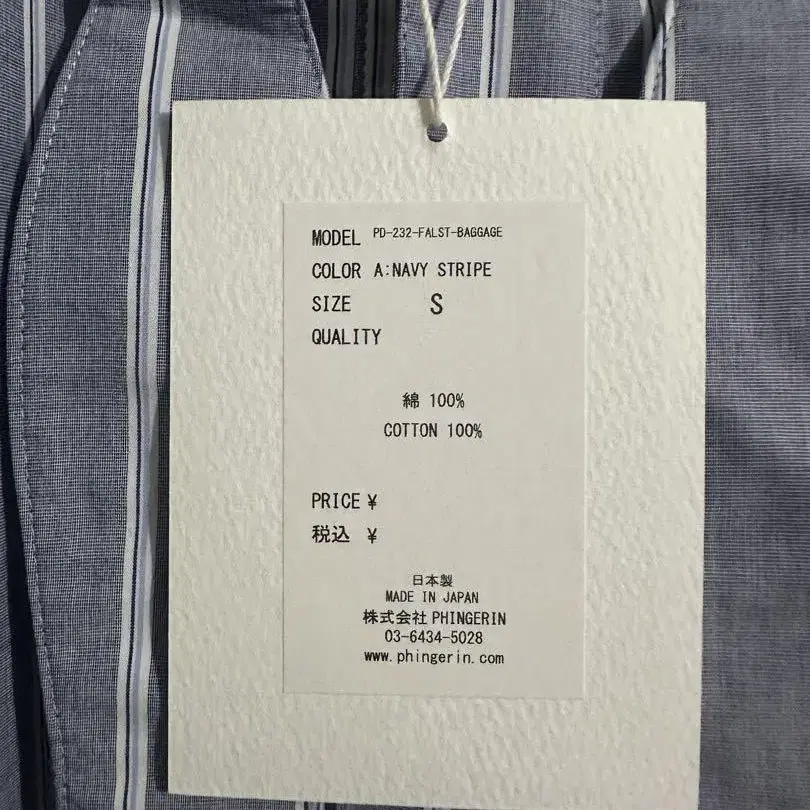 MODEL PD-232-FALST-BAGGAGE
COLOR A:NAVY STRIPE
SIZE S
QUALITY
綿 100%
COTTON 100%
PRICE ¥
税込 ¥
日本製
MADE IN JAPAN
株式会社 PHINGERIN
03-6434-5028
www.phingerin.com